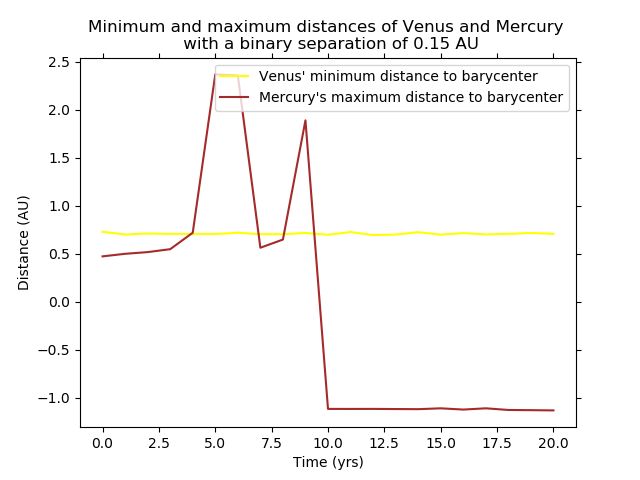 Minimum and maximum distances of Venus and Mercury
with a binary separation of 0.15 AU
Venus' minimum distance to barycenter
Mercury's maximum distance to barycenter
2.5
2.0
1.5
1.0
0.5
0.0
−0.5
−1.0
Distance (AU)
0.0 2.5 5.0 7.5 10.0 12.5 15.0 17.5 20.0
Time (yrs)